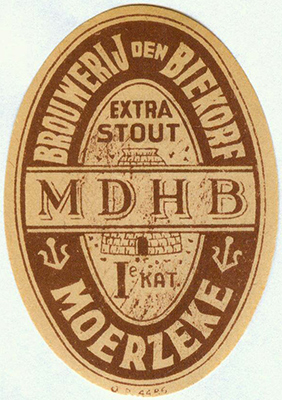 BROUWERIJ DEN BIEKORF
EXTRA
STOUT
MDHB
Ie KAT.
MOERZEKE